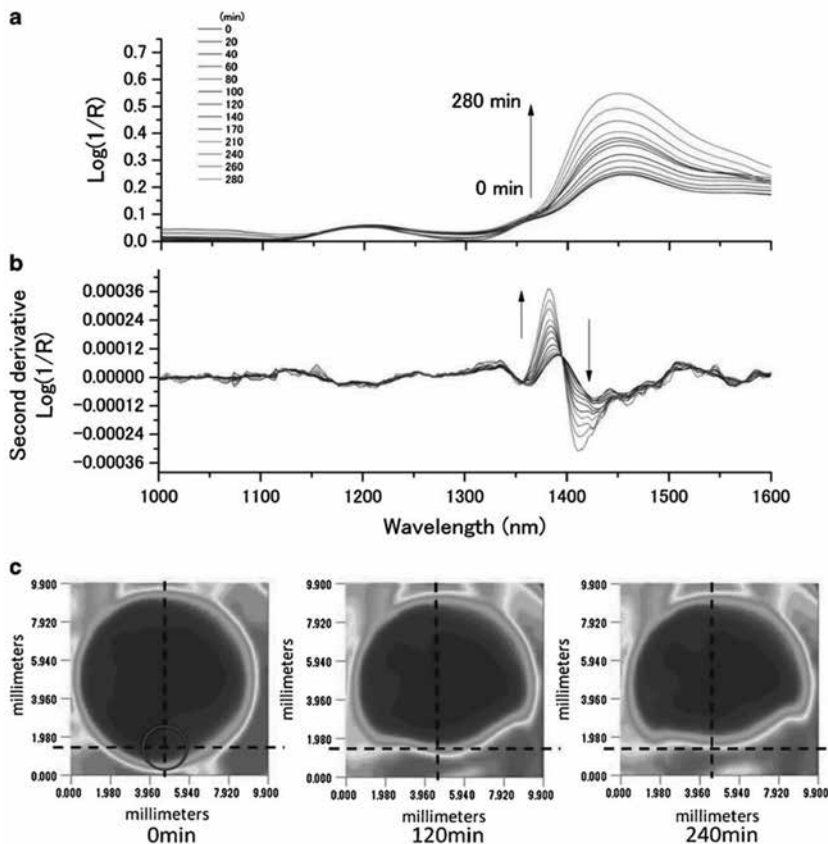 a
(min)
0
20
40
60
80
100
120
140
170
210
240
260
280
0.7
0.6
0.5
0.4
0.3
0.2
0.1
0.0
Log(1/R)
280 min
0 min
b
0.00036
0.00024
0.00012
0.00000
-0.00012
-0.00024
-0.00036
Second derivative
Log(1/R)
1000 1100 1200 1300 1400 1500 1600
Wavelength (nm)
c
9.900
7.920
5.940
3.960
1.980
0.000
millimeters
0.000 1.980 3.960 5.940 7.920 9.900
millimeters
0min
9.900
7.920
5.940
3.960
1.980
0.000
millimeters
0.000 1.980 3.960 5.940 7.920 9.900
millimeters
120min
9.900
7.920
5.940
3.960
1.980
0.000
millimeters
0.000 1.980 3.960 5.940 7.920 9.900
millimeters
240min